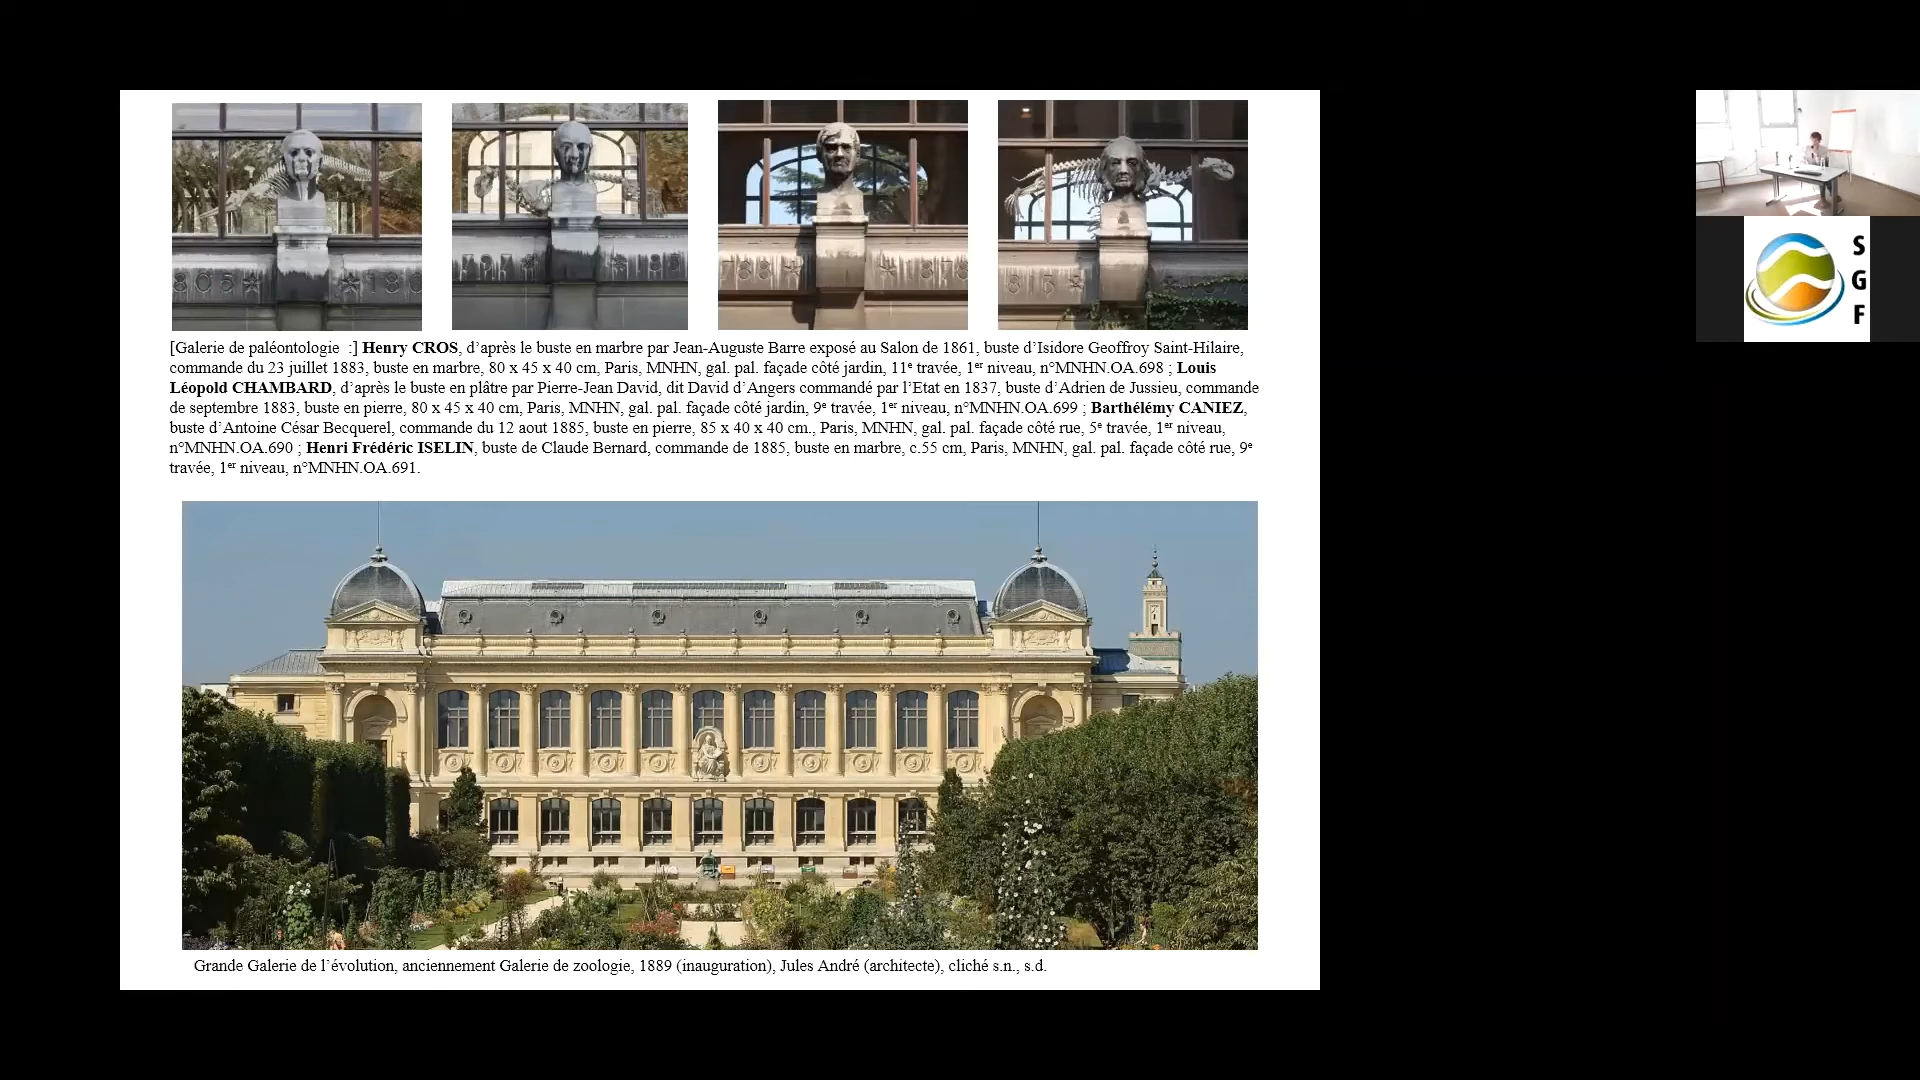 805★ ★180
1881★ ★1878
1815★
[Galerie de paléontologie :] Henry CROS, d’après le buste en marbre par Jean-Auguste Barre exposé au Salon de 1861, buste d’Isidore Geoffroy Saint-Hilaire,
commande du 23 juillet 1883, buste en marbre, 80 x 45 x 40 cm, Paris, MNHN, gal. pal. façade côté jardin, 11e travée, 1er niveau, n°MNHN.OA.698 ; Louis
Léopold CHAMBARD, d’après le buste en plâtre par Pierre-Jean David, dit David d’Angers commandé par l’Etat en 1837, buste d’Adrien de Jussieu, commande
de septembre 1883, buste en pierre, 80 x 45 x 40 cm, Paris, MNHN, gal. pal. façade côté jardin, 9e travée, 1er niveau, n°MNHN.OA.699 ; Barthélémy CANIEZ,
buste d’Antoine César Becquerel, commande du 12 aout 1885, buste en pierre, 85 x 40 x 40 cm., Paris, MNHN, gal. pal. façade côté rue, 5e travée, 1er niveau,
n°MNHN.OA.690 ; Henri Frédéric ISELIN, buste de Claude Bernard, commande de 1885, buste en marbre, c.55 cm, Paris, MNHN, gal. pal. façade côté rue, 9e
travée, 1er niveau, n°MNHN.OA.691.
Grande Galerie de l’évolution, anciennement Galerie de zoologie, 1889 (inauguration), Jules André (architecte), cliché s.n., s.d.
S
G
F